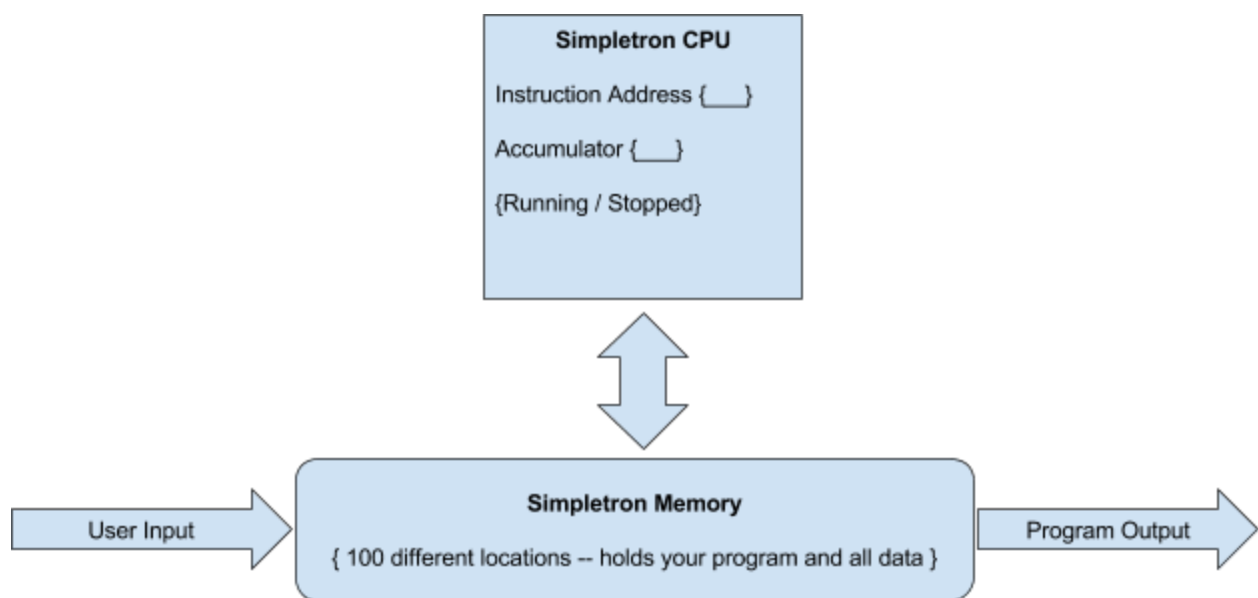 Simpletron CPU
Instruction Address {___}
Accumulator {___}
{Running / Stopped}
User Input
Simpletron Memory
{ 100 different locations -- holds your program and all data }
Program Output